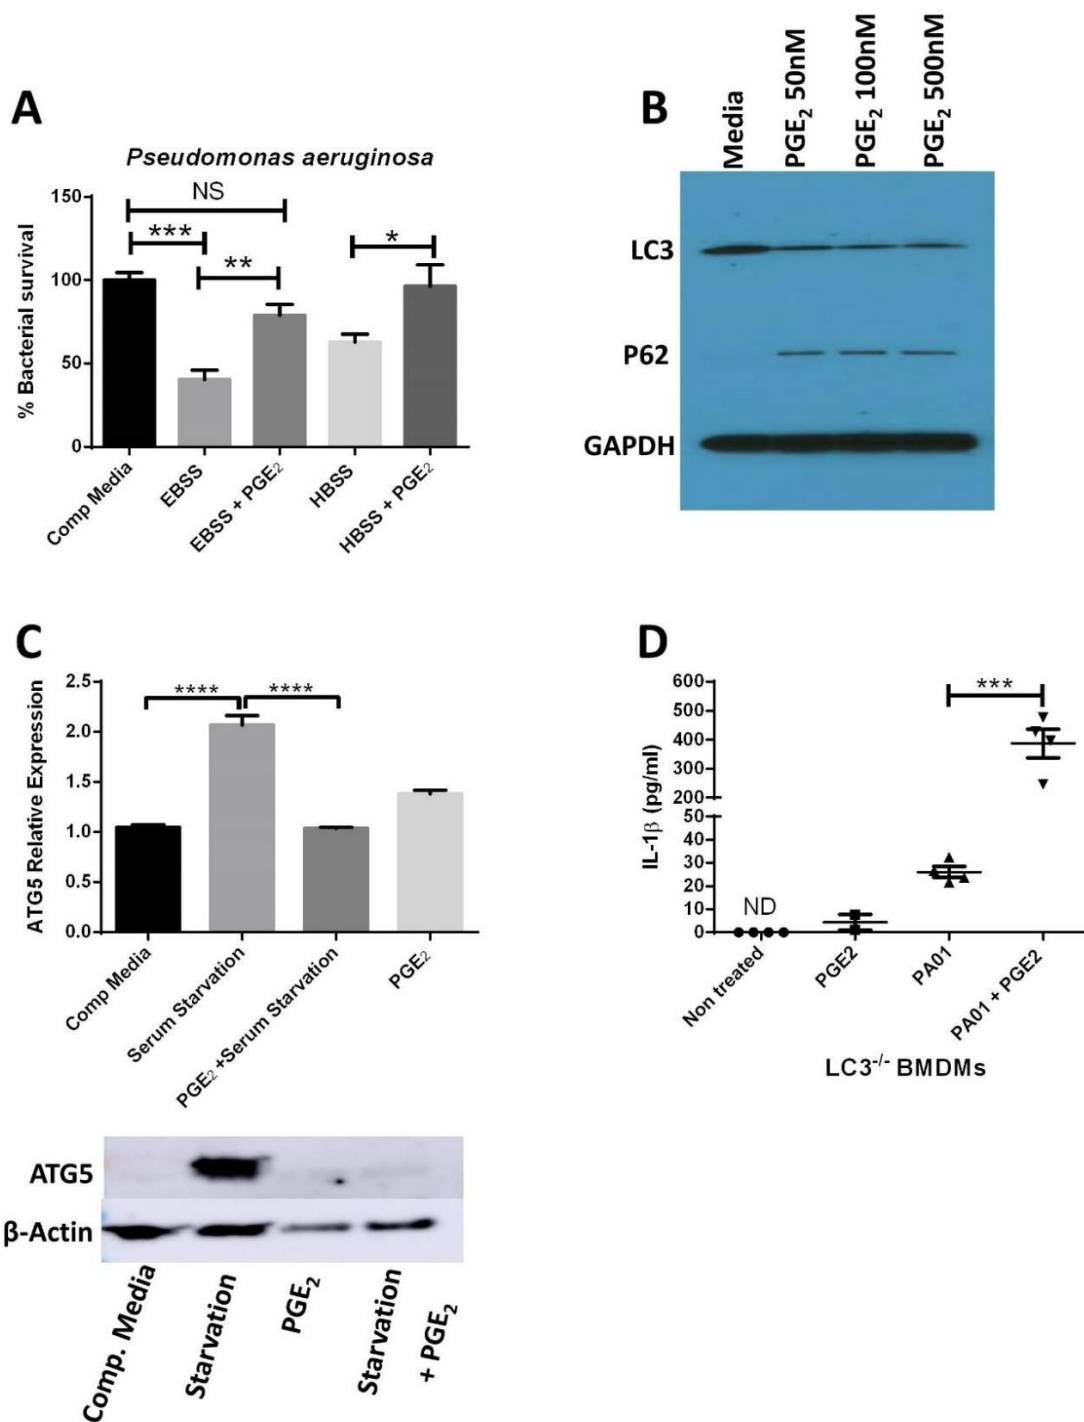 A
Pseudomonas aeruginosa
NS
***
**
*
150
100
50
0
% Bacterial survival
Comp Media
EBSS
EBSS + PGE₂
HBSS
HBSS + PGE₂
B
Media
PGE₂ 50nM
PGE₂ 100nM
PGE₂ 500nM
LC3
P62
GAPDH
C
****
****
2.5
2.0
1.5
1.0
0.5
0.0
ATG5 Relative Expression
Comp Media
Serum Starvation
PGE₂ +Serum Starvation
PGE₂
ATG5
β-Actin
Comp. Media
Starvation
PGE₂
Starvation
+ PGE₂
D
***
600
500
400
300
200
50
40
30
20
10
0
IL-1β (pg/ml)
ND
Non treated
PGE2
PA01
PA01 + PGE2
LC3⁻/⁻ BMDMs